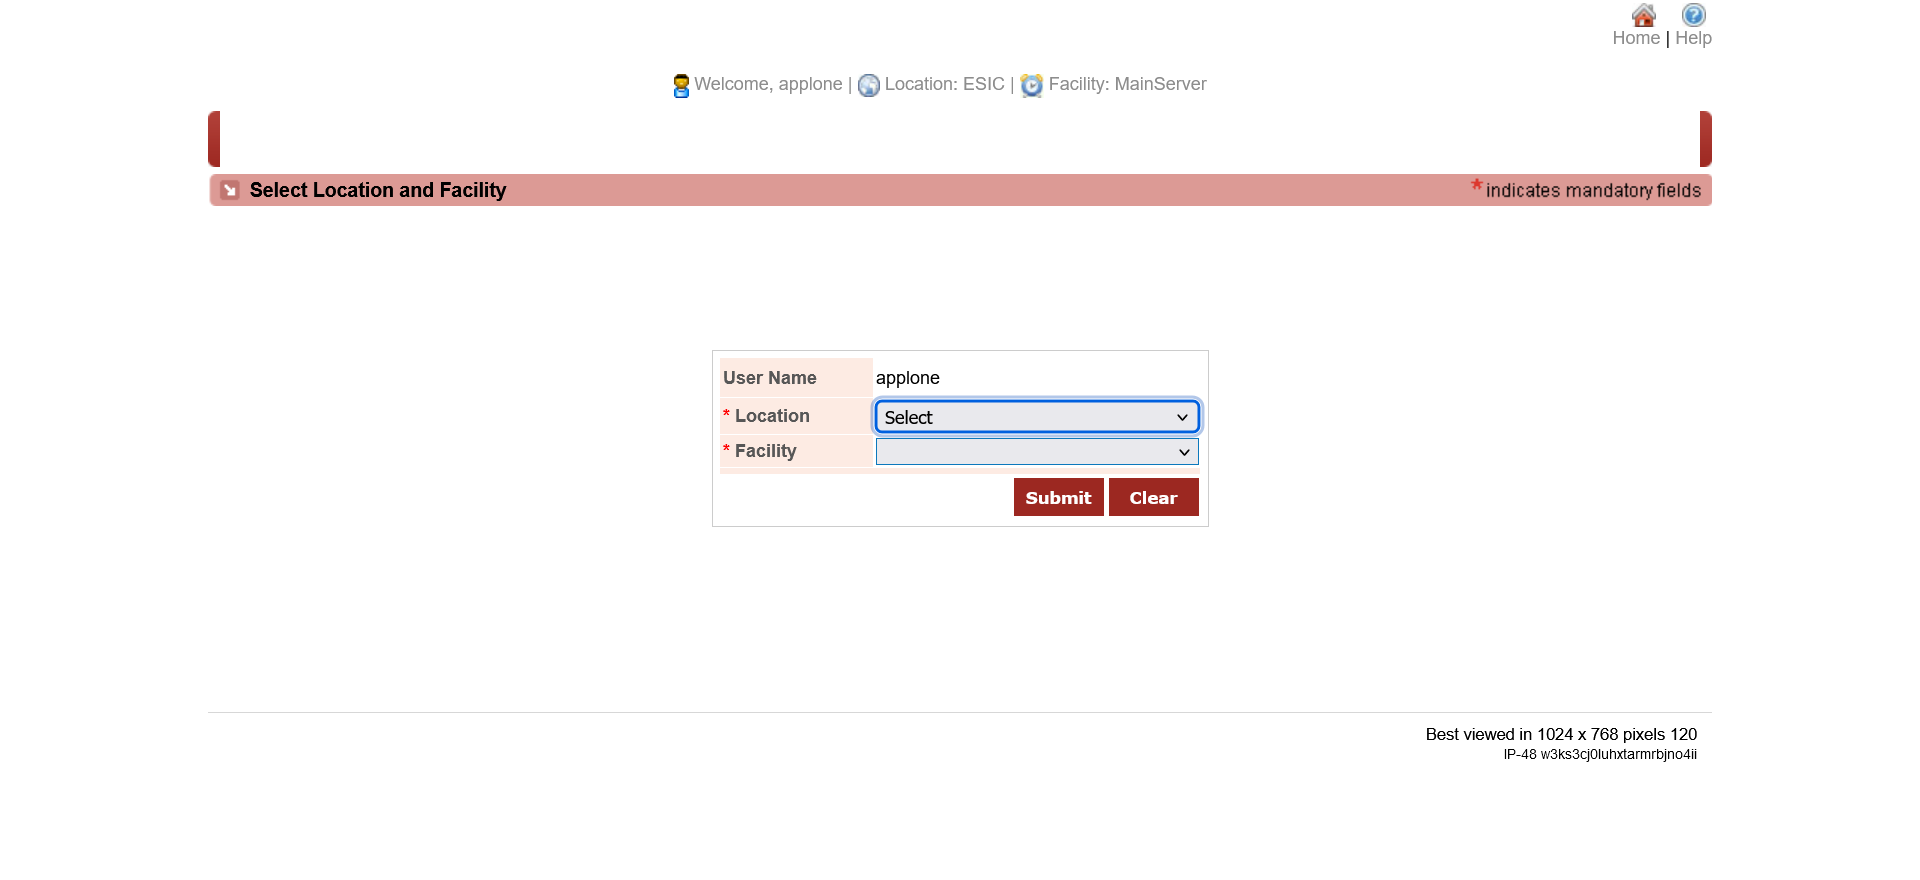 Home | Help
Welcome, applone | Location: ESIC | Facility: MainServer
Select Location and Facility
* indicates mandatory fields
User Name applone
* Location Select
* Facility
Submit Clear
Best viewed in 1024 x 768 pixels 120
IP-48 w3ks3cj0luhxtarmrbjno4ii